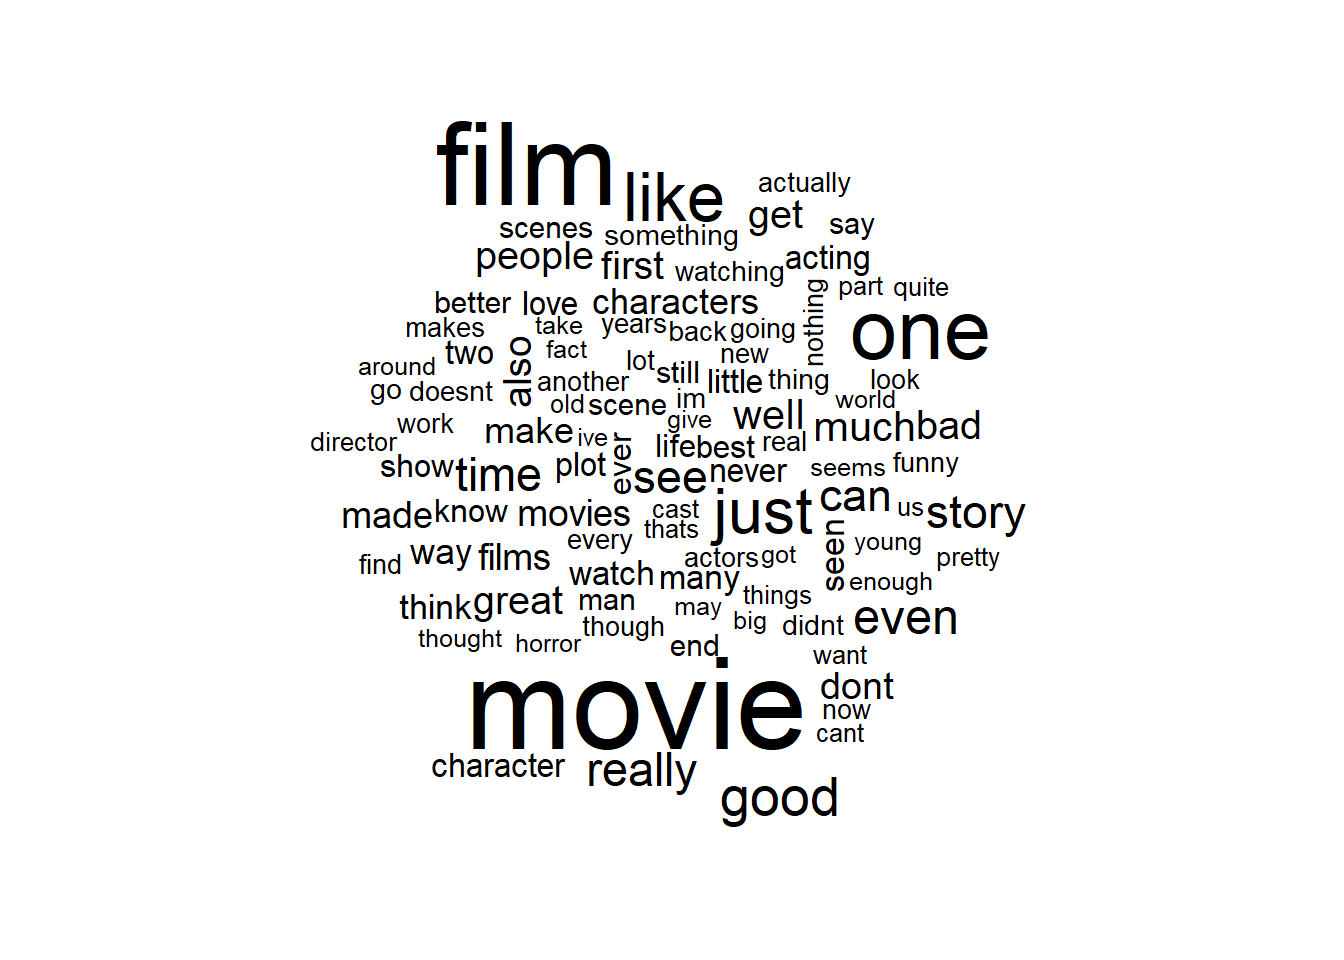 film
like
actually
get
say
scenes
something
people
first
watching
acting
nothing
part
quite
better
love
characters
one
makes
take
years
back
going
also
two
fact
lot
new
around
still
little
thing
look
go
doesnt
another
old
scene
im
world
work
give
well
much
bad
director
make
ive
ever
life
best
real
show
time
plot
see
never
seems
funny
made
know
movies
cast
thats
just
can
us
story
find
way
films
every
actors
got
seen
young
pretty
watch
many
enough
think
great
man
may
things
thought
horror
though
big
didnt
even
end
want
movie
dont
now
cant
character
really
good